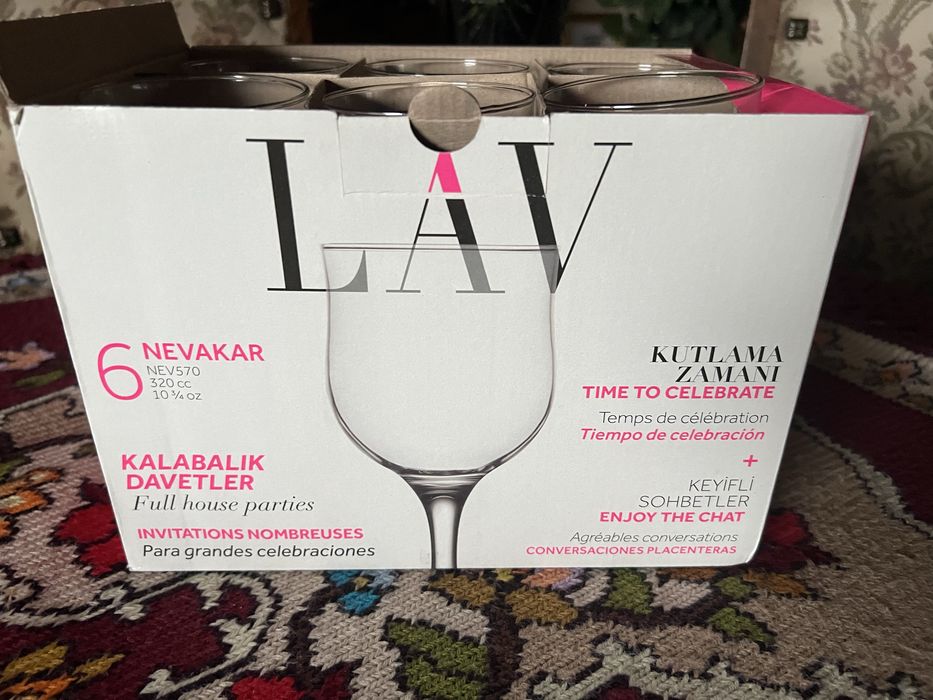 LAV
6 NEVAKAR
NEV570
320 cc
10 ¾ oz
KALABALIK
DAVETLER
Full house parties
INVITATIONS NOMBREUSES
Para grandes celebraciones
KUTLAMA
ZAMANI
TIME TO CELEBRATE
Temps de célébration
Tiempo de celebración
+
KEYİFLİ
SOHBETLER
ENJOY THE CHAT
Agréables conversations
CONVERSACIONES PLACENTERAS